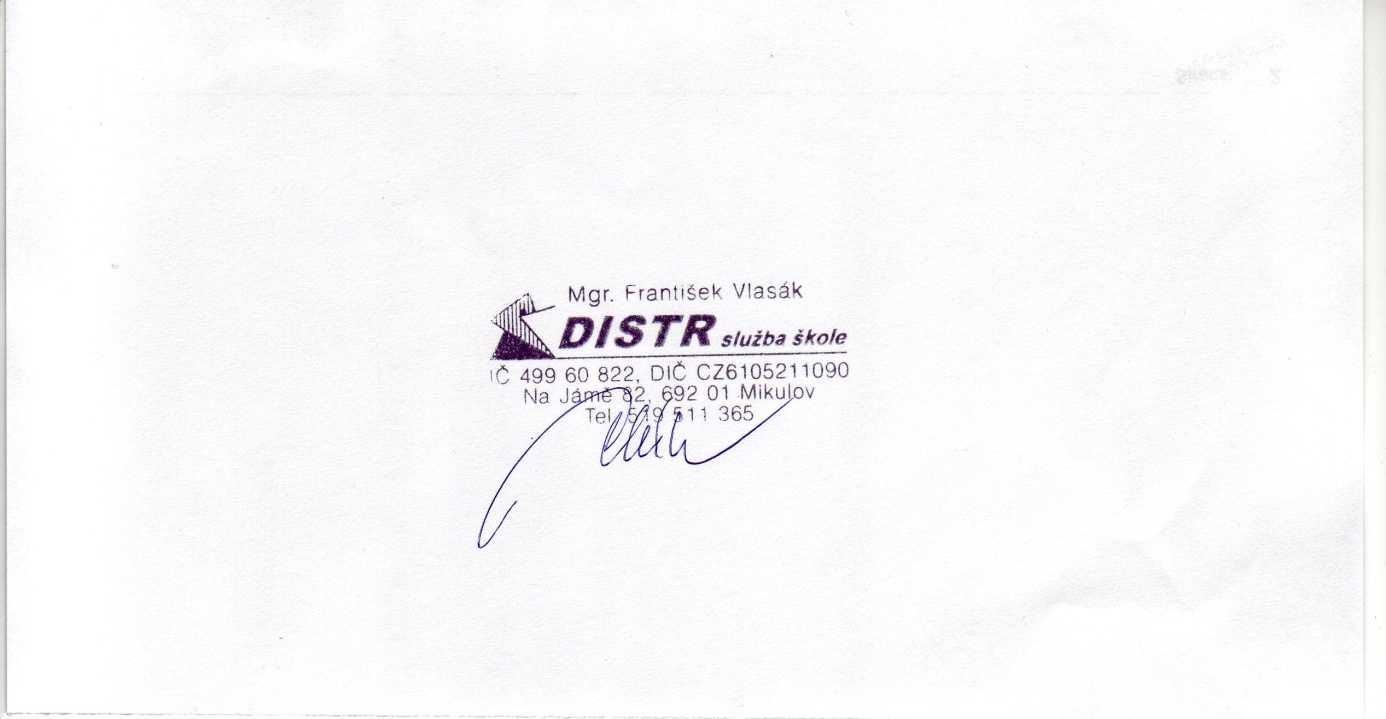 Mgr. František Vlasák
DISTR služba škole
IČ 499 60 822, DIČ CZ6105211090
Na Jámě 82, 692 01 Mikulov
Tel. 519 511 365